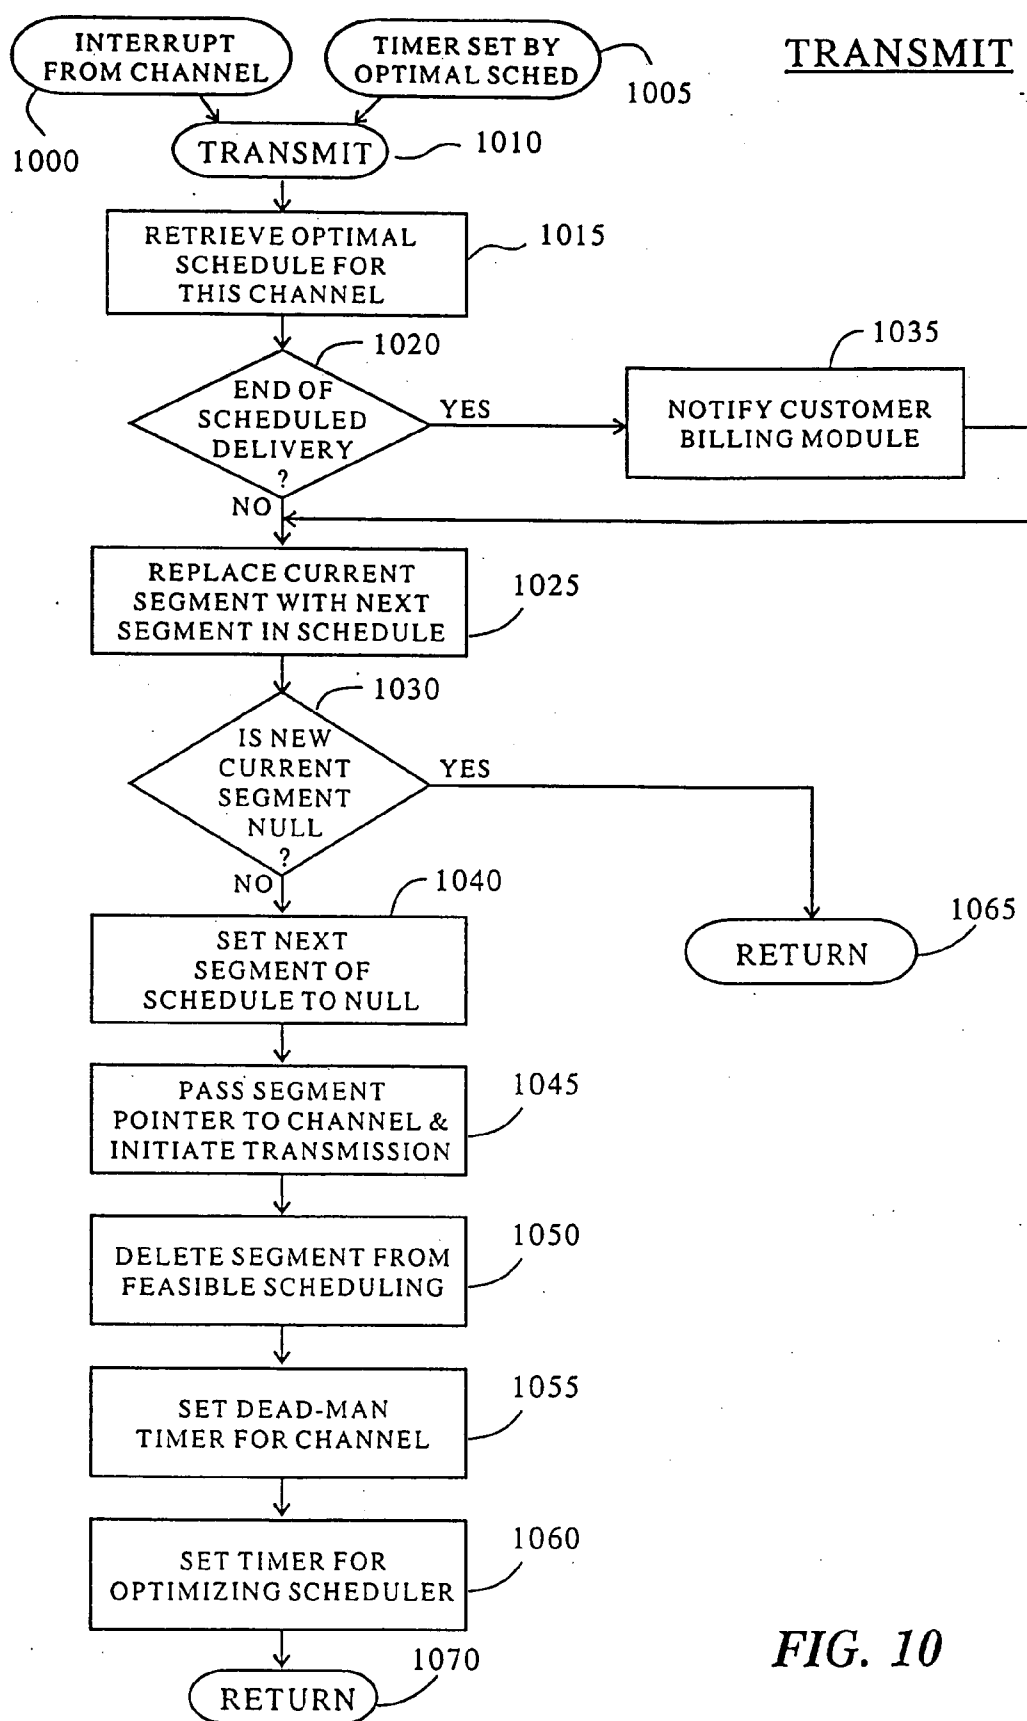 INTERRUPT
FROM CHANNEL
TIMER SET BY
OPTIMAL SCHED
TRANSMIT
1005
1000
TRANSMIT
1010
RETRIEVE OPTIMAL
SCHEDULE FOR
THIS CHANNEL
1015
1020
1035
END OF
SCHEDULED
DELIVERY
?
YES
NOTIFY CUSTOMER
BILLING MODULE
NO
REPLACE CURRENT
SEGMENT WITH NEXT
SEGMENT IN SCHEDULE
1025
1030
IS NEW
CURRENT
SEGMENT
NULL
?
YES
NO
1040
SET NEXT
SEGMENT OF
SCHEDULE TO NULL
1065
RETURN
PASS SEGMENT
POINTER TO CHANNEL &
INITIATE TRANSMISSION
1045
DELETE SEGMENT FROM
FEASIBLE SCHEDULING
1050
SET DEAD-MAN
TIMER FOR CHANNEL
1055
SET TIMER FOR
OPTIMIZING SCHEDULER
1060
1070
RETURN
FIG. 10